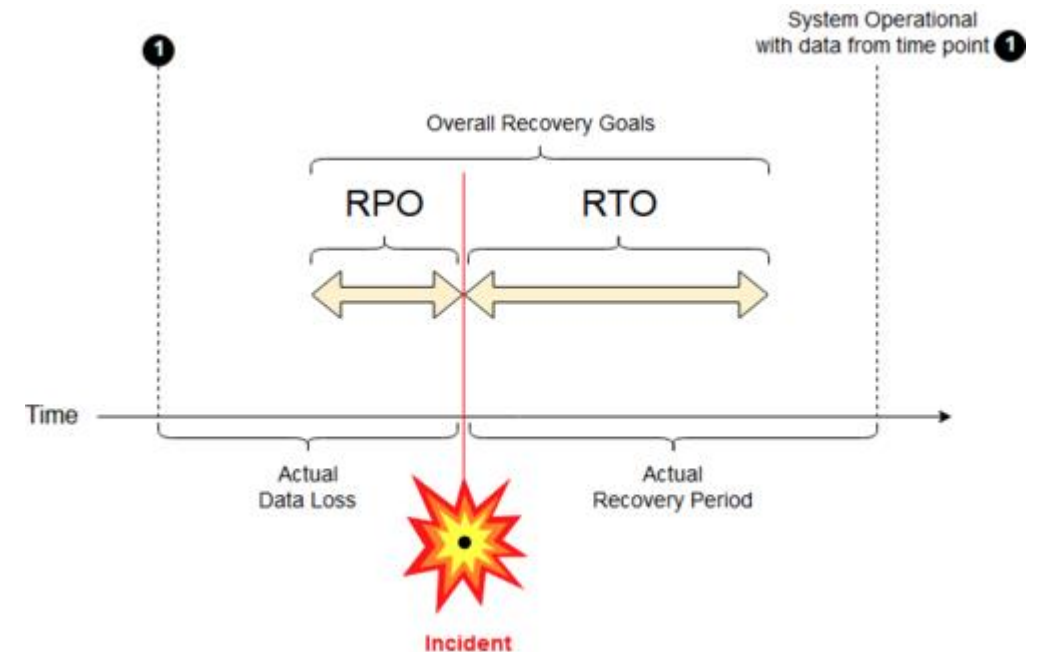 1
System Operational
with data from time point 1
Overall Recovery Goals
RPO
RTO
Time
Actual
Data Loss
Actual
Recovery Period
Incident